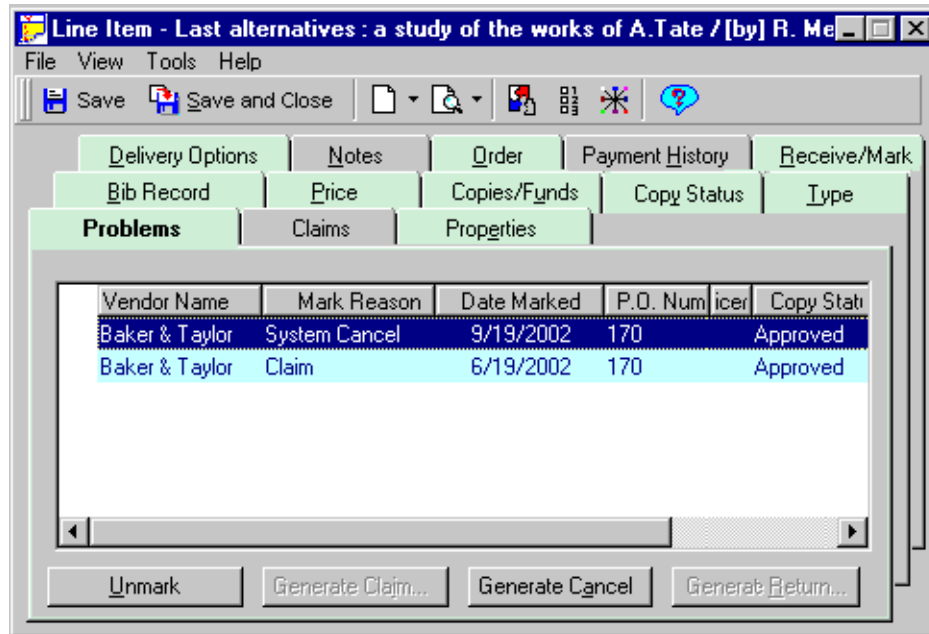 Line Item - Last alternatives : a study of the works of A.Tate / [by] R. Me
File View Tools Help
Save Save and Close
Delivery Options Notes Order Payment History Receive/Mark
Bib Record Price Copies/Funds Copy Status Type
Problems Claims Properties
Vendor Name Mark Reason Date Marked P.O. Num icer Copy Statu
Baker & Taylor System Cancel 9/19/2002 170 Approved
Baker & Taylor Claim 6/19/2002 170 Approved
Unmark Generate Claim... Generate Cancel Generate Return...